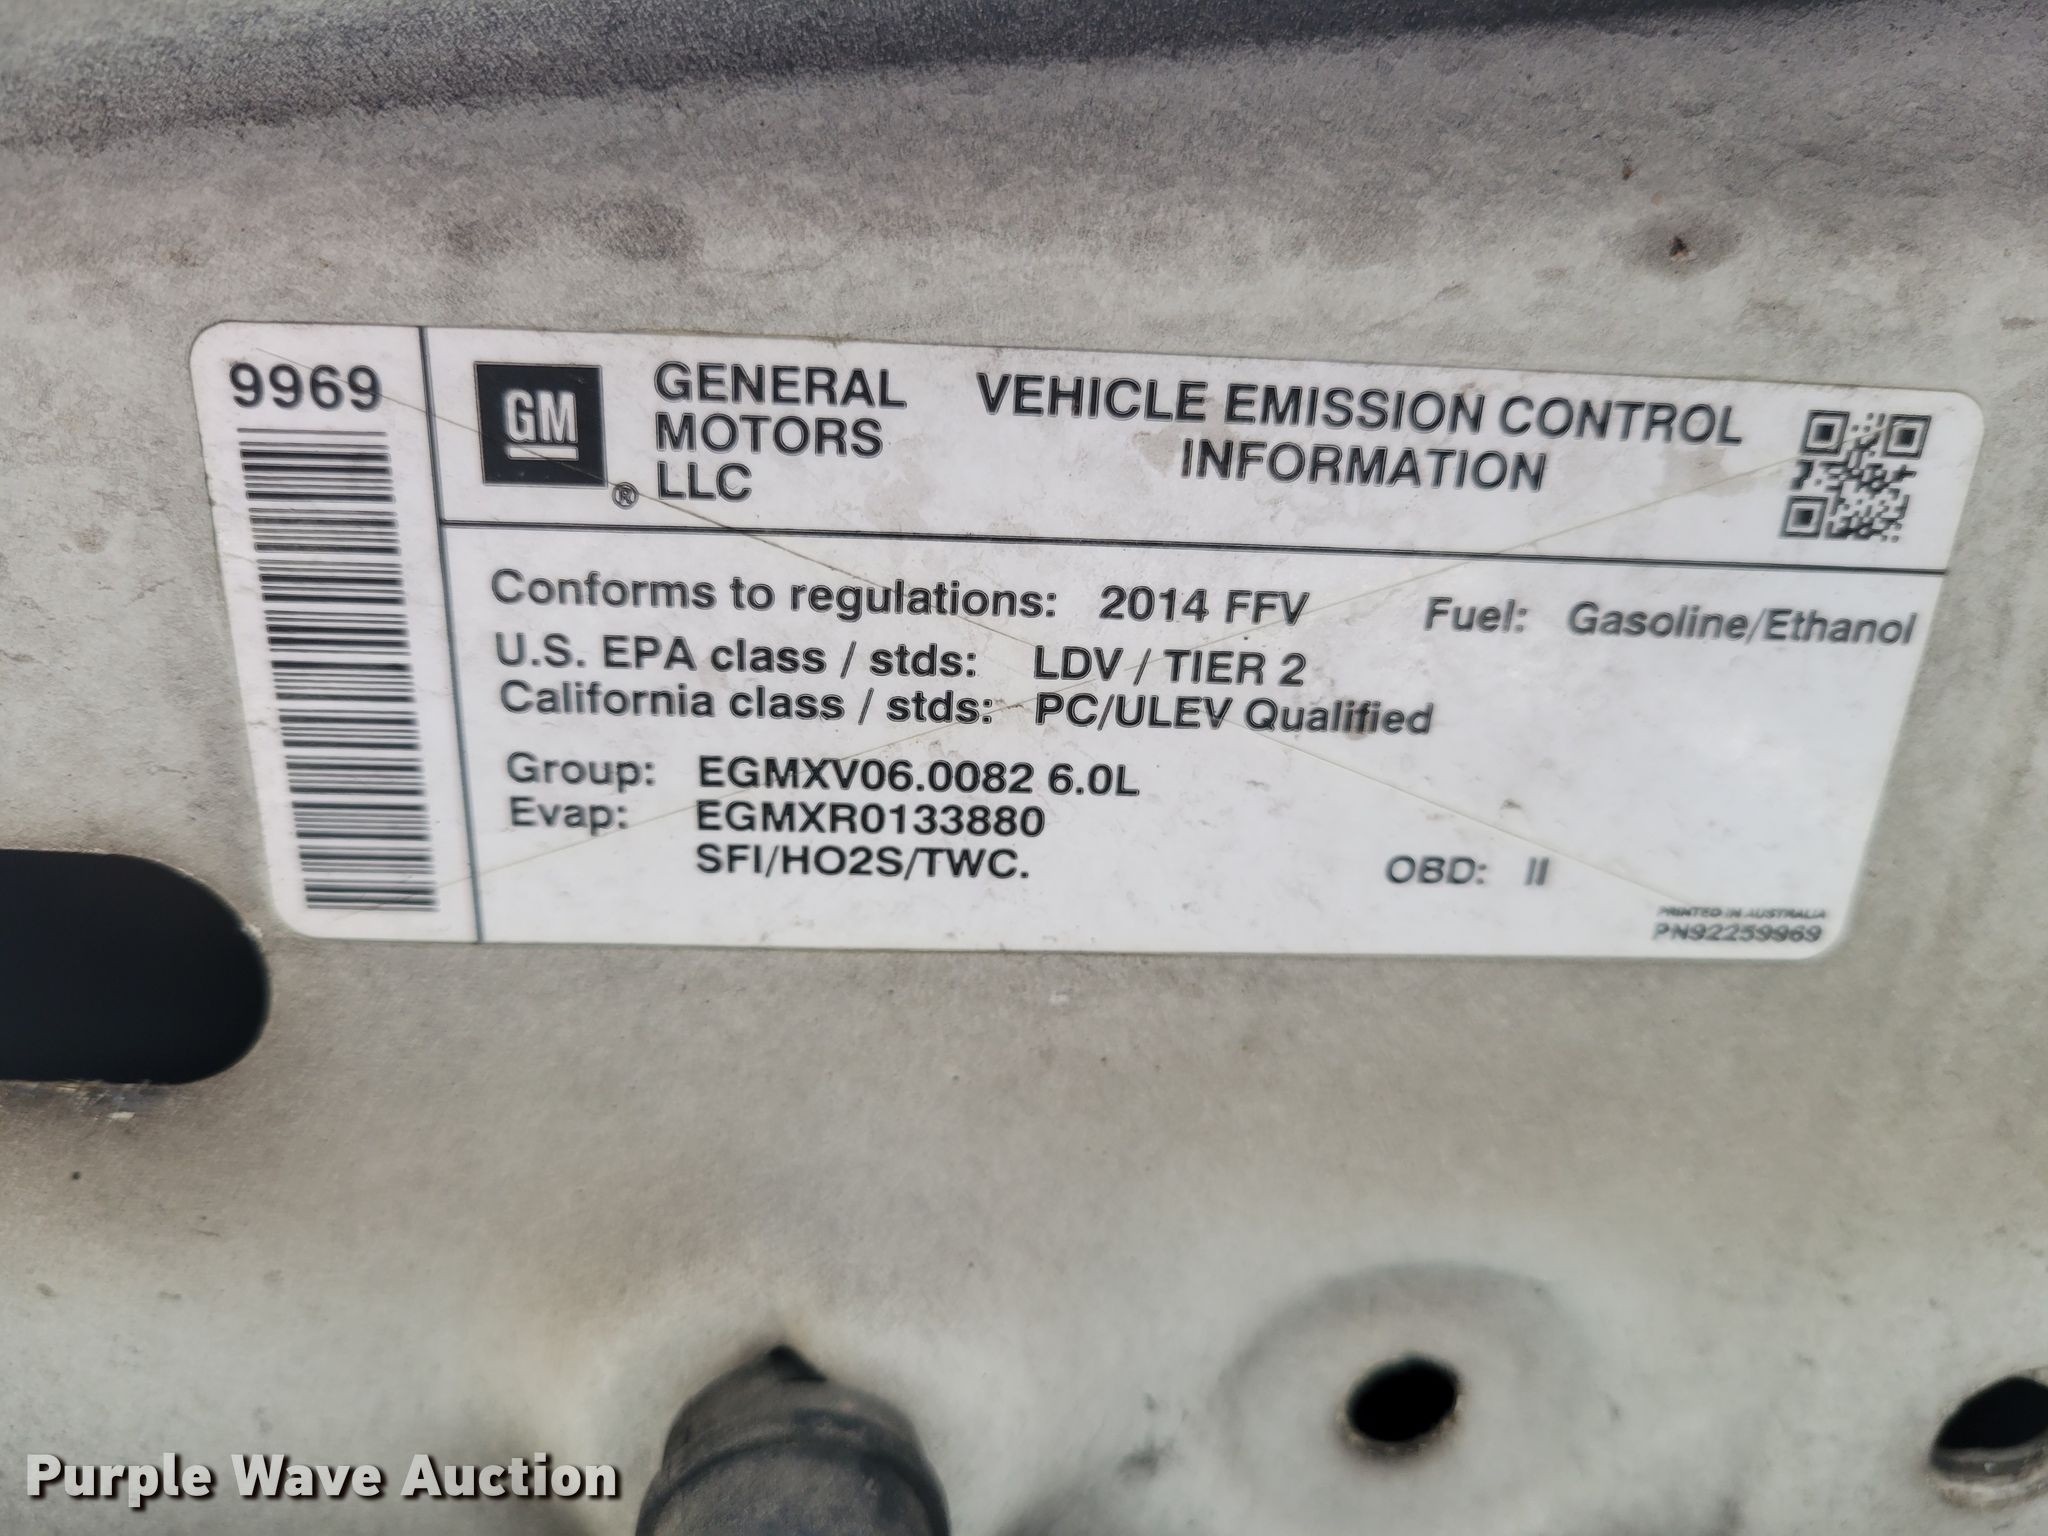 9969
GM
®
GENERAL
MOTORS
LLC
VEHICLE EMISSION CONTROL
INFORMATION
Conforms to regulations: 2014 FFV Fuel: Gasoline/Ethanol
U.S. EPA class / stds: LDV / TIER 2
California class / stds: PC/ULEV Qualified
Group: EGMXV06.0082 6.0L
Evap: EGMXR0133880
SFI/HO2S/TWC. OBD: II
PRINTED IN AUSTRALIA
PN92259969
Purple Wave Auction